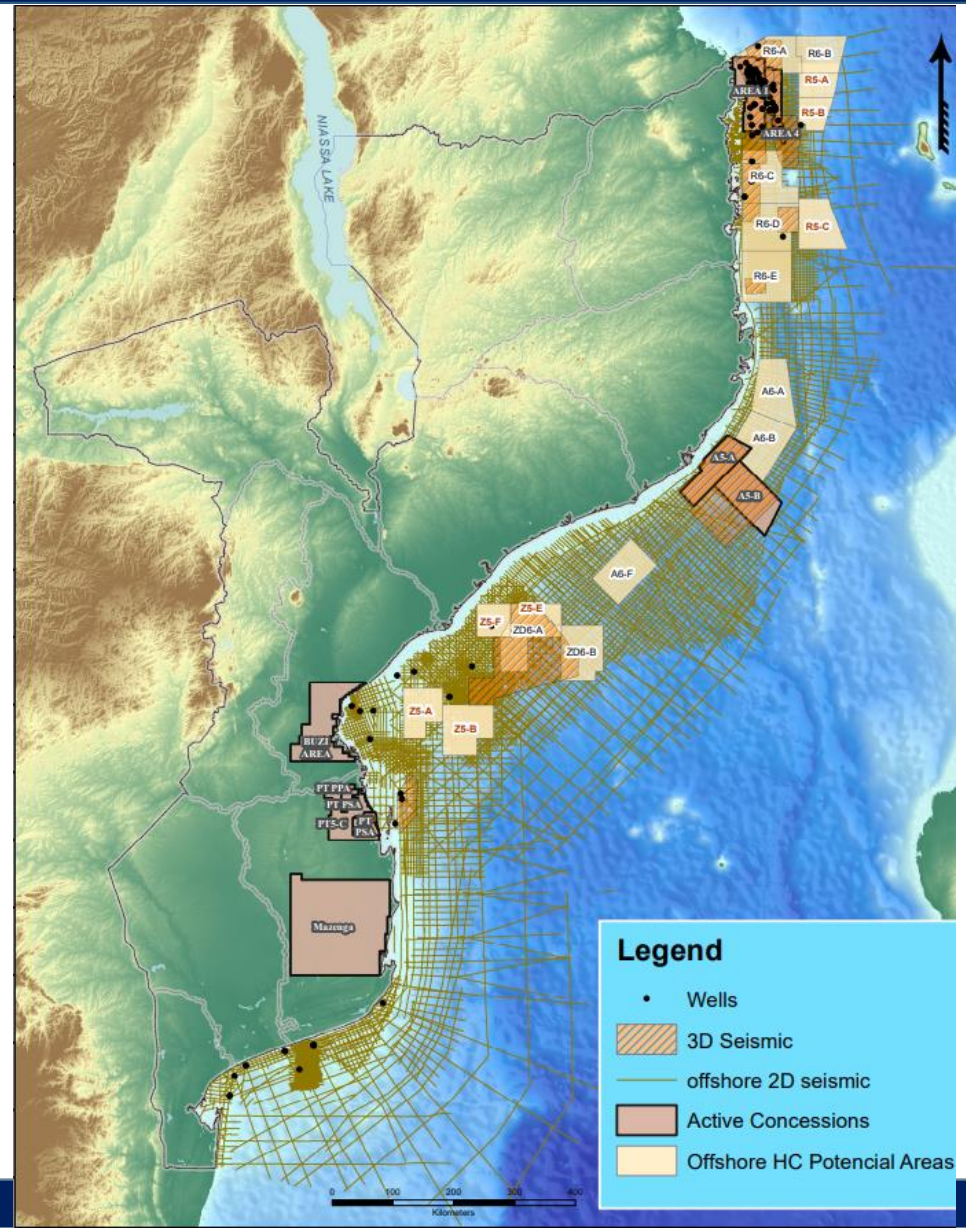 NIASSA LAKE
R6-A
R6-B
R5-A
AREA 1
R5-B
AREA 4
R6-C
R6-D
R5-C
R6-E
A6-A
A6-B
A5-A
A5-B
A6-F
Z5-E
Z5-F
ZD6-A
ZD6-B
Z5-A
Z5-B
BUZI
AREA
PT PPA
PT PSA
PT5-C
PT
PSA
Mazenga
Legend
Wells
3D Seismic
offshore 2D seismic
Active Concessions
Offshore HC Potencial Areas
0 100 200 300 400
Kilometers